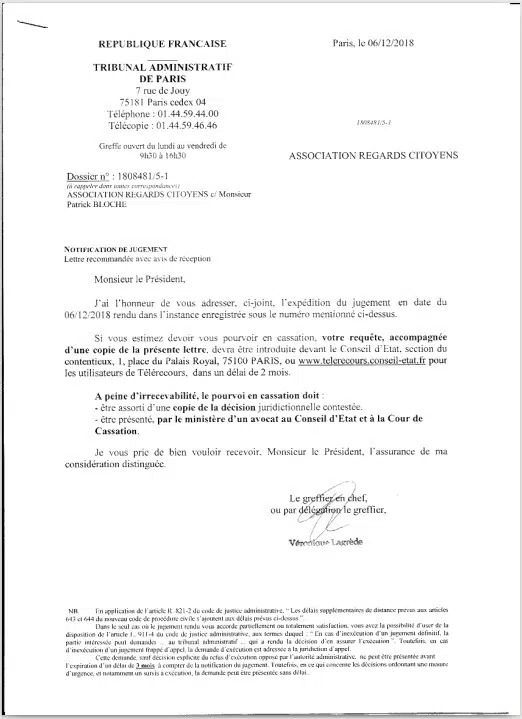 REPUBLIQUE FRANCAISE
Paris, le 06/12/2018
TRIBUNAL ADMINISTRATIF
DE PARIS
7 rue de Jouy
75181 Paris cedex 04
Téléphone : 01.44.59.44.00
Télécopie : 01.44.59.46.46
1808481/5-1
Greffe ouvert du lundi au vendredi de
9h30 à 16h30
ASSOCIATION REGARDS CITOYENS
Dossier n° : 1808481/5-1
(à rappeler dans toutes correspondances)
ASSOCIATION REGARDS CITOYENS c/ Monsieur
Patrick BLOCHE
NOTIFICATION DE JUGEMENT
Lettre recommandée avec avis de réception
Monsieur le Président,
J'ai l'honneur de vous adresser, ci-joint, l'expédition du jugement en date du
06/12/2018 rendu dans l'instance enregistrée sous le numéro mentionné ci-dessus.
Si vous estimez devoir vous pourvoir en cassation, votre requête, accompagnée
d'une copie de la présente lettre, devra être introduite devant le Conseil d'Etat, section du
contentieux, 1, place du Palais Royal, 75100 PARIS, ou www.telerecours.conseil-etat.fr pour
les utilisateurs de Télérecours, dans un délai de 2 mois.
A peine d'irrecevabilité, le pourvoi en cassation doit :
- être assorti d'une copie de la décision juridictionnelle contestée.
- être présenté, par le ministère d'un avocat au Conseil d'Etat et à la Cour de
Cassation.
Je vous prie de bien vouloir recevoir, Monsieur le Président, l'assurance de ma
considération distinguée.
Le greffier en chef,
ou par délégation le greffier,
Véronique Lagrède
NB. En application de l'article R. 821-2 du code de justice administrative, " Les délais supplémentaires de distance prévus aux articles
643 et 644 du nouveau code de procédure civile s'ajoutent aux délais prévus ci-dessus ".
Dans le seul cas où le jugement rendu vous accorde partiellement ou totalement satisfaction, vous avez la possibilité d'user de la
disposition de l'article L. 911-4 du code de justice administrative, aux termes duquel : " En cas d'inexécution d'un jugement définitif, la
partie intéressée peut demander ... au tribunal administratif ... qui a rendu la décision d'en assurer l'exécution ". Toutefois, en cas
d'inexécution d'un jugement frappé d'appel, la demande d'exécution est adressée à la juridiction d'appel.
Cette demande, sauf décision explicite du refus d'exécution opposé par l'autorité administrative, ne peut être présentée avant
l'expiration d'un délai de 3 mois à compter de la notification du jugement. Toutefois, en ce qui concerne les décisions ordonnant une mesure
d'urgence, et notamment un sursis à exécution, la demande peut être présentée sans délai.